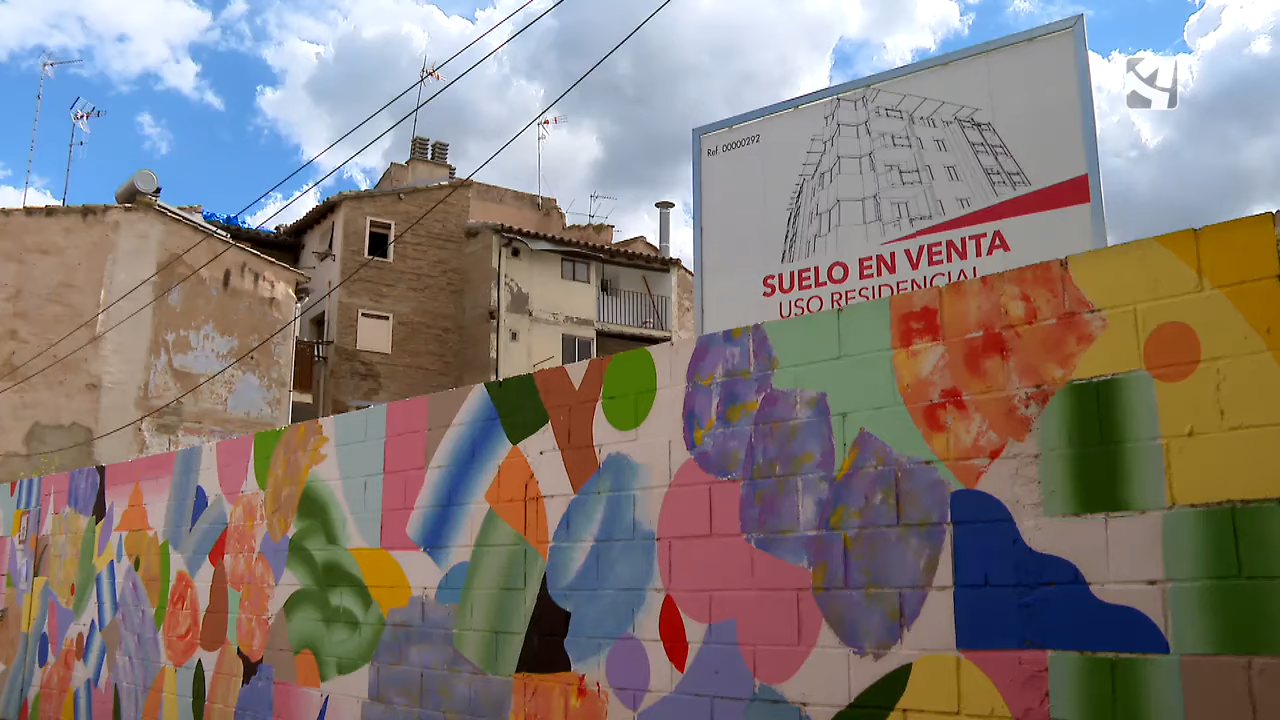 Ref. 00000292
SUELO EN VENTA
USO RESIDENCIAL